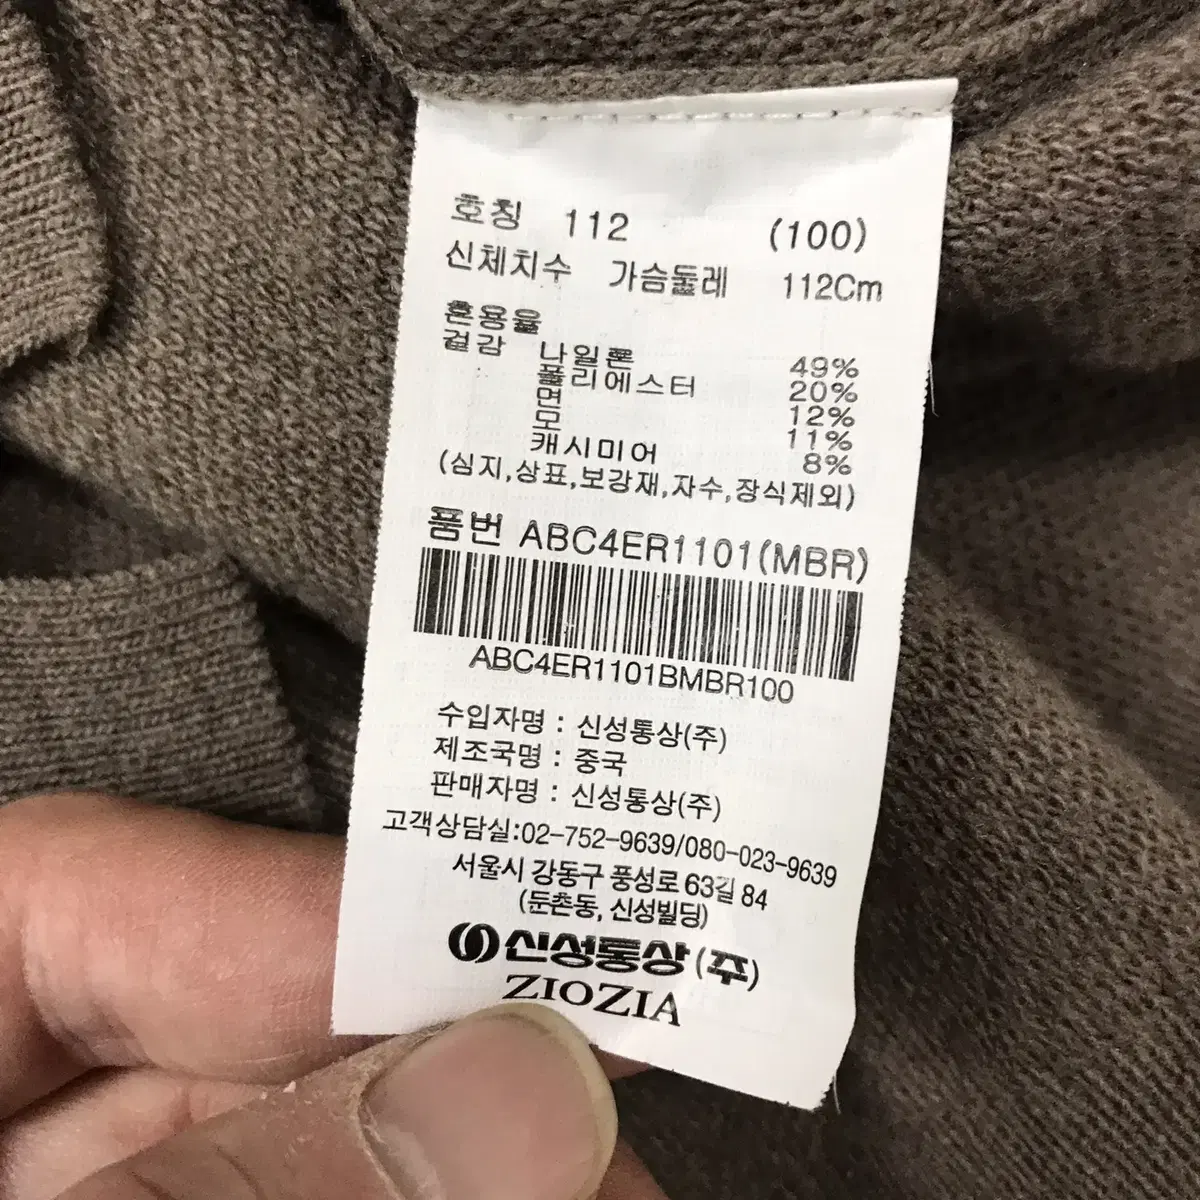 호칭 112 (100)
신체치수 가슴둘레 112Cm
혼용율
겉감 나일론 49%
폴리에스터 20%
면 12%
모 11%
캐시미어 8%
(심지,상표,보강재,자수,장식제외)
품번 ABC4ER1101(MBR)
ABC4ER1101BMBR100
수입자명 : 신성통상(주)
제조국명 : 중국
판매자명 : 신성통상(주)
고객상담실:02-752-9639/080-023-9639
서울시 강동구 풍성로 63길 84
(둔촌동, 신성빌딩)
신성통상(주)
ZIOZIA